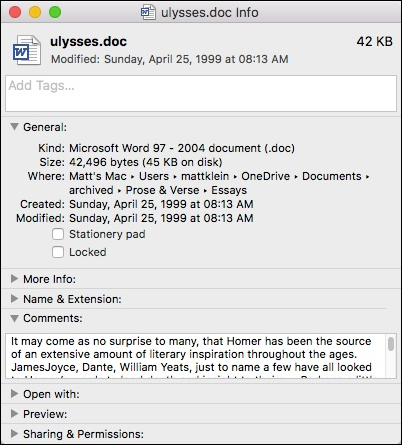 ulysses.doc Info
ulysses.doc 42 KB
Modified: Sunday, April 25, 1999 at 08:13 AM
Add Tags...
General:
Kind: Microsoft Word 97 - 2004 document (.doc)
Size: 42,496 bytes (45 KB on disk)
Where: Matt's Mac ‣ Users ‣ mattklein ‣ OneDrive ‣ Documents ‣
archived ‣ Prose & Verse ‣ Essays
Created: Sunday, April 25, 1999 at 08:13 AM
Modified: Sunday, April 25, 1999 at 08:13 AM
Stationery pad
Locked
More Info:
Name & Extension:
Comments:
It may come as no surprise to many, that Homer has been the source
of an extensive amount of literary inspiration throughout the ages.
JamesJoyce, Dante, William Yeats, just to name a few have all looked
Open with:
Preview:
Sharing & Permissions: